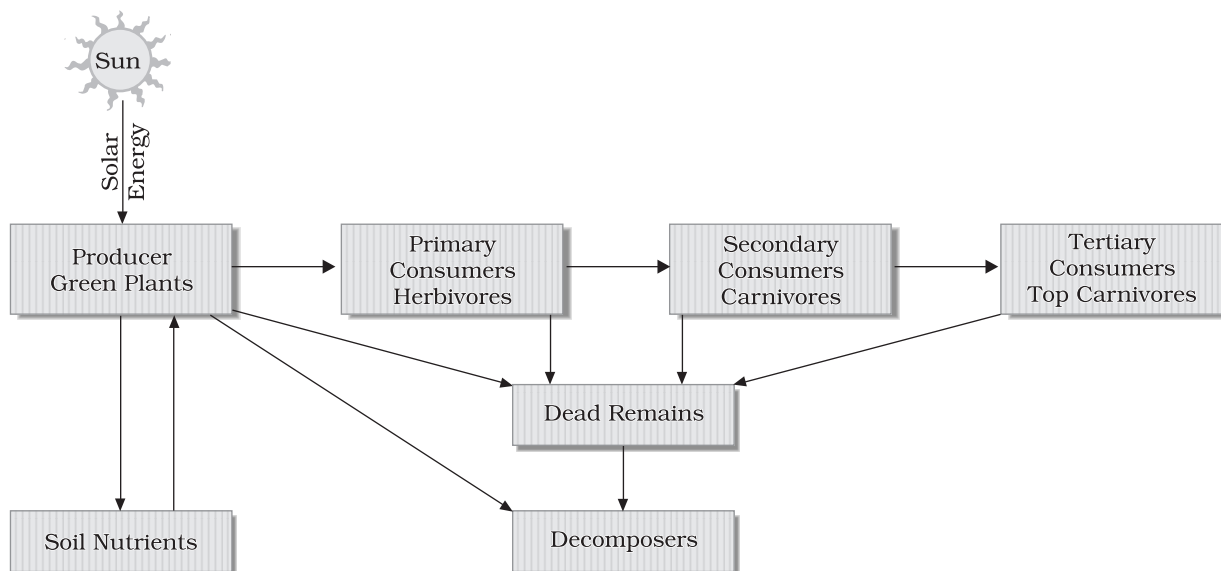 Sun
Solar
Energy
Producer
Green Plants
Primary
Consumers
Herbivores
Secondary
Consumers
Carnivores
Tertiary
Consumers
Top Carnivores
Dead Remains
Soil Nutrients
Decomposers